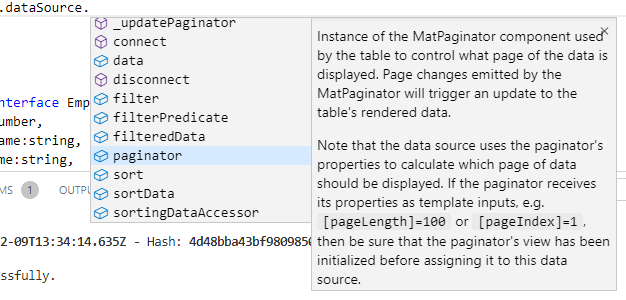 .dataSource.
_updatePaginator
connect
data
disconnect
filter
filterPredicate
filteredData
paginator
sort
sortData
sortingDataAccessor
Instance of the MatPaginator component used
by the table to control what page of the data is
displayed. Page changes emitted by the
MatPaginator will trigger an update to the
table's rendered data.
Note that the data source uses the paginator's
properties to calculate which page of data
should be displayed. If the paginator receives
its properties as template inputs, e.g.
[pageLength]=100 or [pageIndex]=1 ,
then be sure that the paginator's view has been
initialized before assigning it to this data
source.
nterface Emp
umber,
ame:string,
me:string,
MS 1 OUTPU
2-09T13:34:14.635Z - Hash: 4d48bba43bf980985
ssfully.